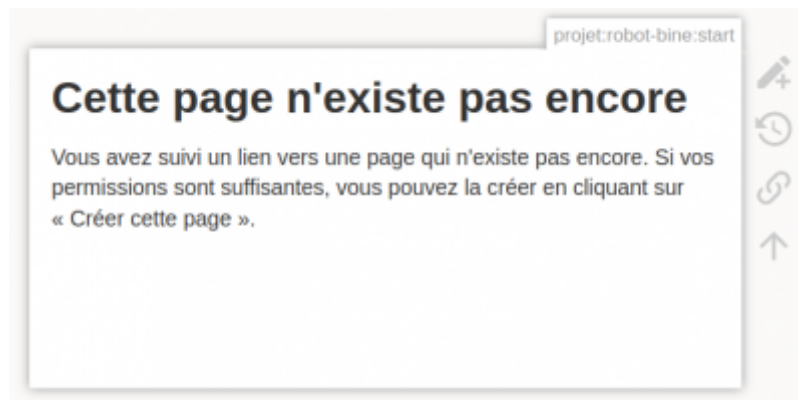 projet:robot-bine:start
Cette page n'existe pas encore
Vous avez suivi un lien vers une page qui n'existe pas encore. Si vos
permissions sont suffisantes, vous pouvez la créer en cliquant sur
« Créer cette page ».